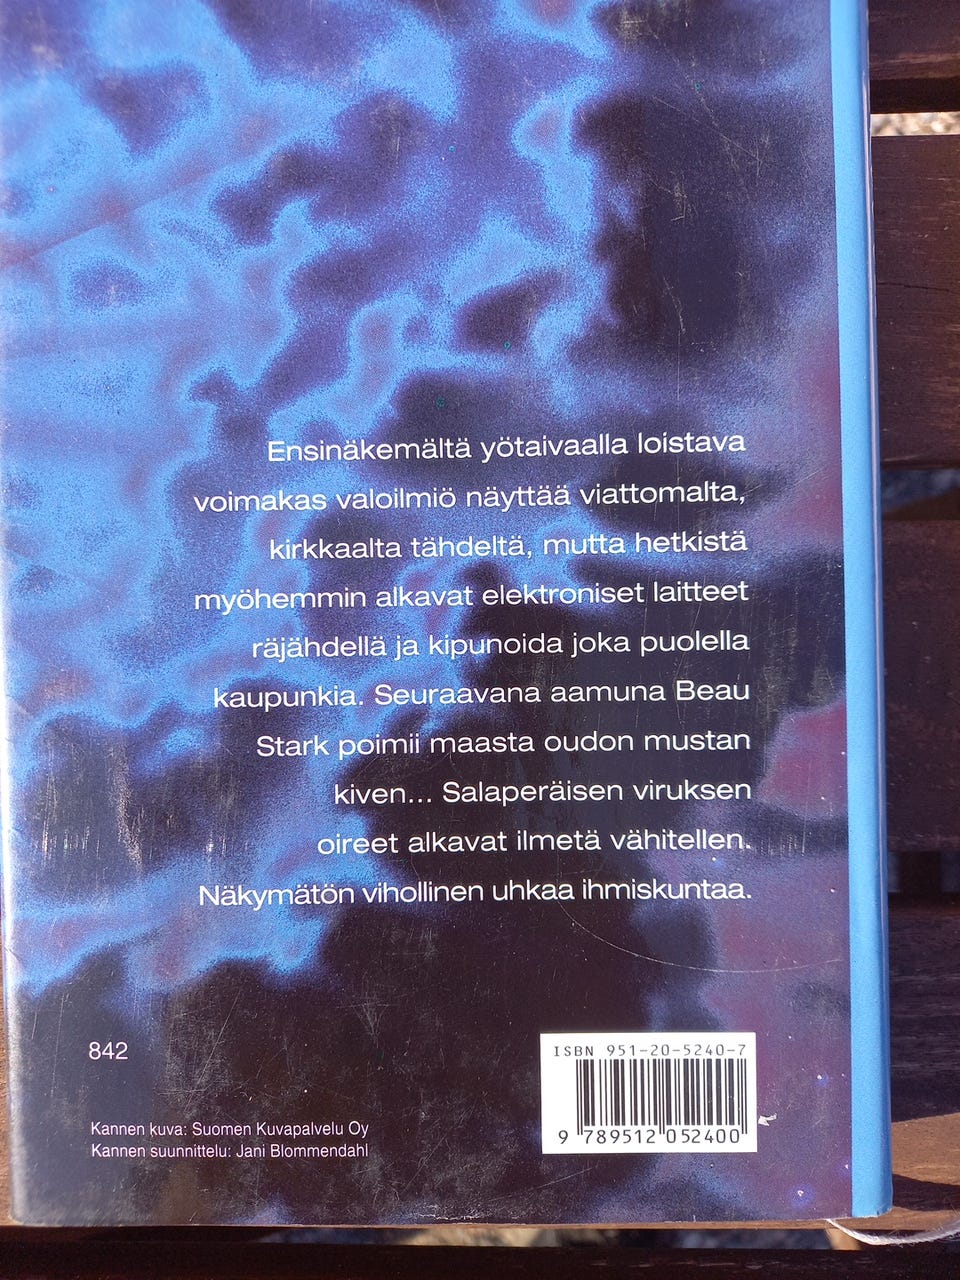 Ensinäkemältä yötaivaalla loistava
voimakas valoilmiö näyttää viattomalta,
kirkkaalta tähdeltä, mutta hetkistä
myöhemmin alkavat elektroniset laitteet
räjähdellä ja kipunoida joka puolella
kaupunkia. Seuraavana aamuna Beau
Stark poimii maasta oudon mustan
kiven... Salaperäisen viruksen
oireet alkavat ilmetä vähitellen.
Näkymätön vihollinen uhkaa ihmiskuntaa.
842
ISBN 951-20-5240-7
9 789512 052400
Kannen kuva: Suomen Kuvapalvelu Oy
Kannen suunnittelu: Jani Blommendahl